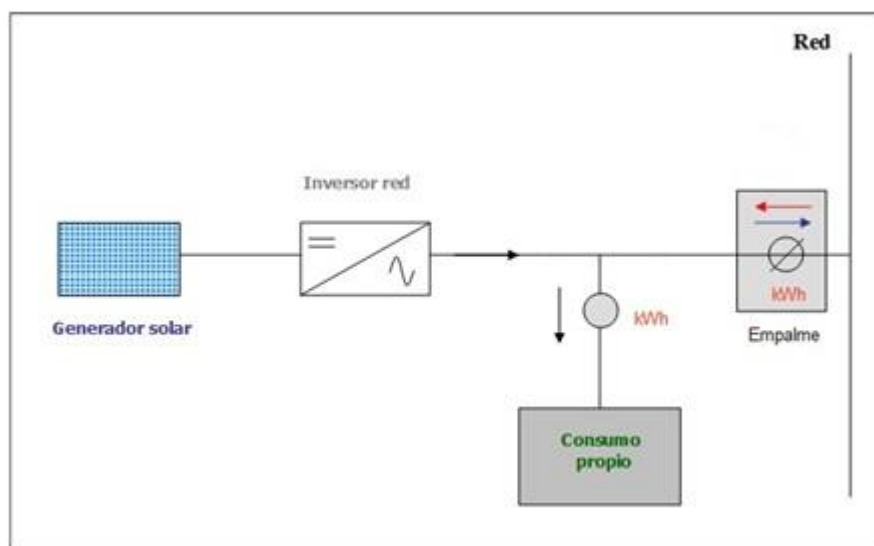 Red
Inversor red
Generador solar
kWh
kWh
Empalme
Consumo
propio